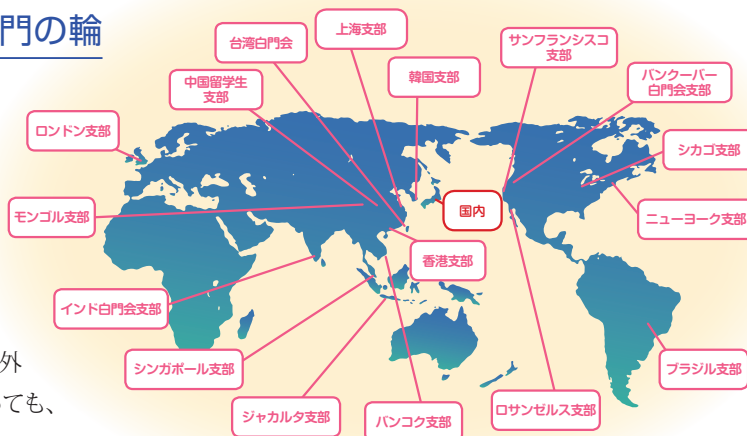 門の輪
上海支部
台湾白門会
サンフランシスコ
支部
韓国支部
バンクーバー
白門会支部
中国留学生
支部
ロンドン支部
シカゴ支部
モンゴル支部
国内
ニューヨーク支部
香港支部
インド白門会支部
シンガポール支部
ブラジル支部
ジャカルタ支部
バンコク支部
ロサンゼルス支部
外
っても、